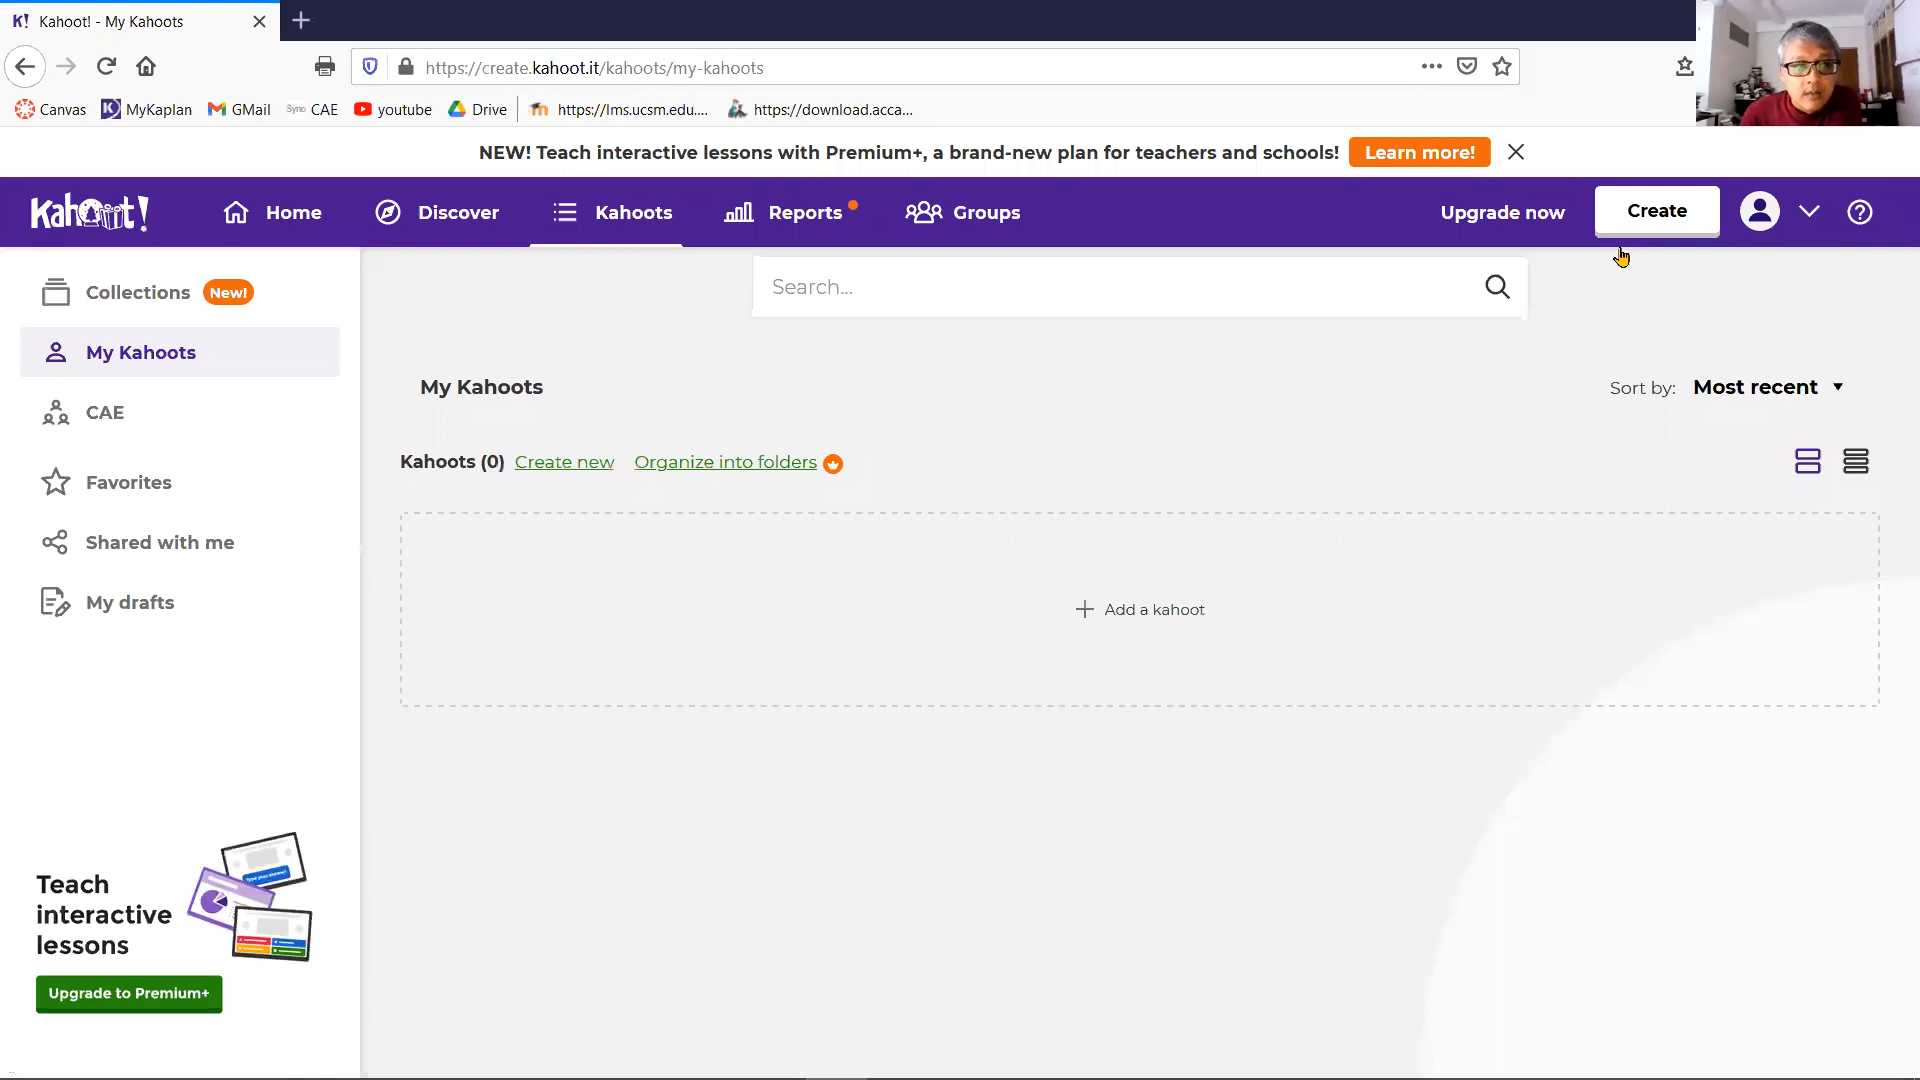 Kahoot! - My Kahoots
https://create.kahoot.it/kahoots/my-kahoots
Canvas MyKaplan GMail Syno CAE youtube Drive https://lms.ucsm.edu.... https://download.acca...
NEW! Teach interactive lessons with Premium+, a brand-new plan for teachers and schools! Learn more!
Kahoot! Home Discover Kahoots Reports Groups Upgrade now Create
Collections New!
Search...
My Kahoots
CAE
Favorites
Shared with me
My drafts
My Kahoots
Sort by: Most recent
Kahoots (0) Create new Organize into folders
Add a kahoot
Teach
interactive
lessons
Upgrade to Premium+